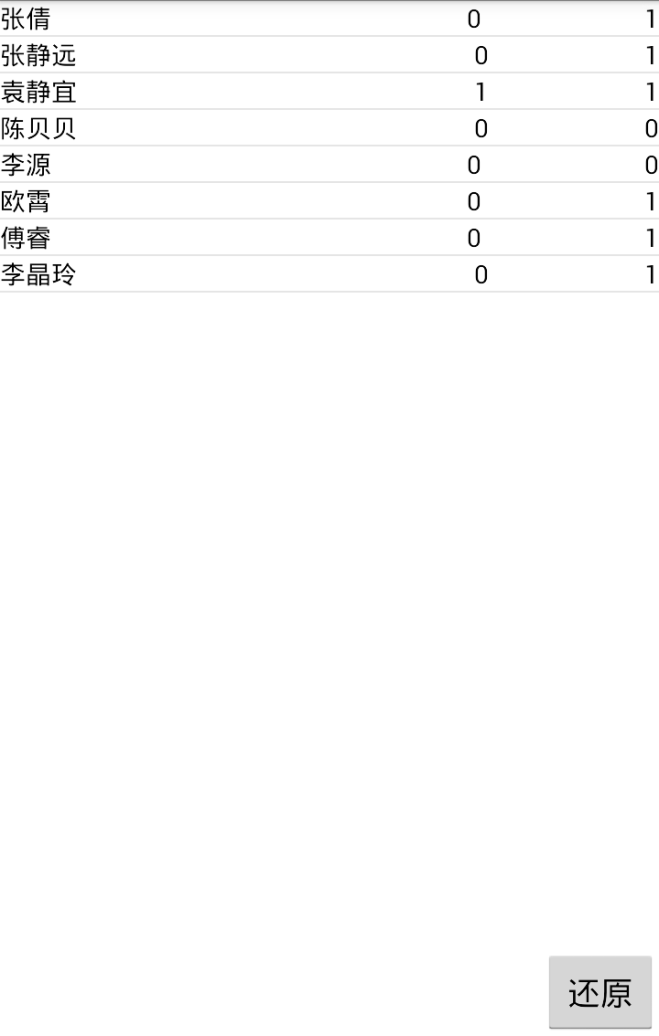 张倩 0 1
张静远 0 1
袁静宜 1 1
陈贝贝 0 0
李源 0 0
欧霄 0 1
傅睿 0 1
李晶玲 0 1
还原